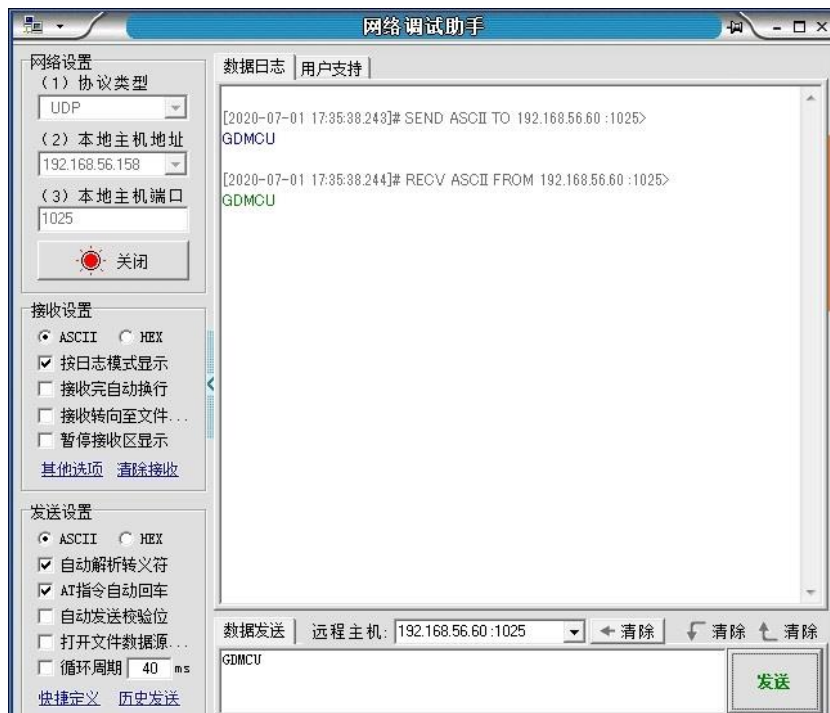 网络调试助手
网络设置
(1) 协议类型
UDP
(2) 本地主机地址
192.168.56.158
(3) 本地主机端口
1025
关闭
接收设置
ASCII HEX
按日志模式显示
接收完自动换行
接收转向至文件...
暂停接收区显示
其他选项 清除接收
发送设置
ASCII HEX
自动解析转义符
AT指令自动回车
自动发送校验位
打开文件数据源...
循环周期 40 ms
快捷定义 历史发送
数据日志 用户支持
[2020-07-01 17:35:38.243]# SEND ASCII TO 192.168.56.60 :1025>
GDMCU
[2020-07-01 17:35:38.244]# RECV ASCII FROM 192.168.56.60 :1025>
GDMCU
数据发送 远程主机: 192.168.56.60 :1025 清除 清除 清除
GDMCU
发送